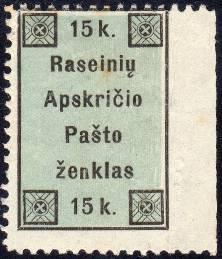 15 k.
Raseinių
Apskričio
Pašto
ženklas
15 k.